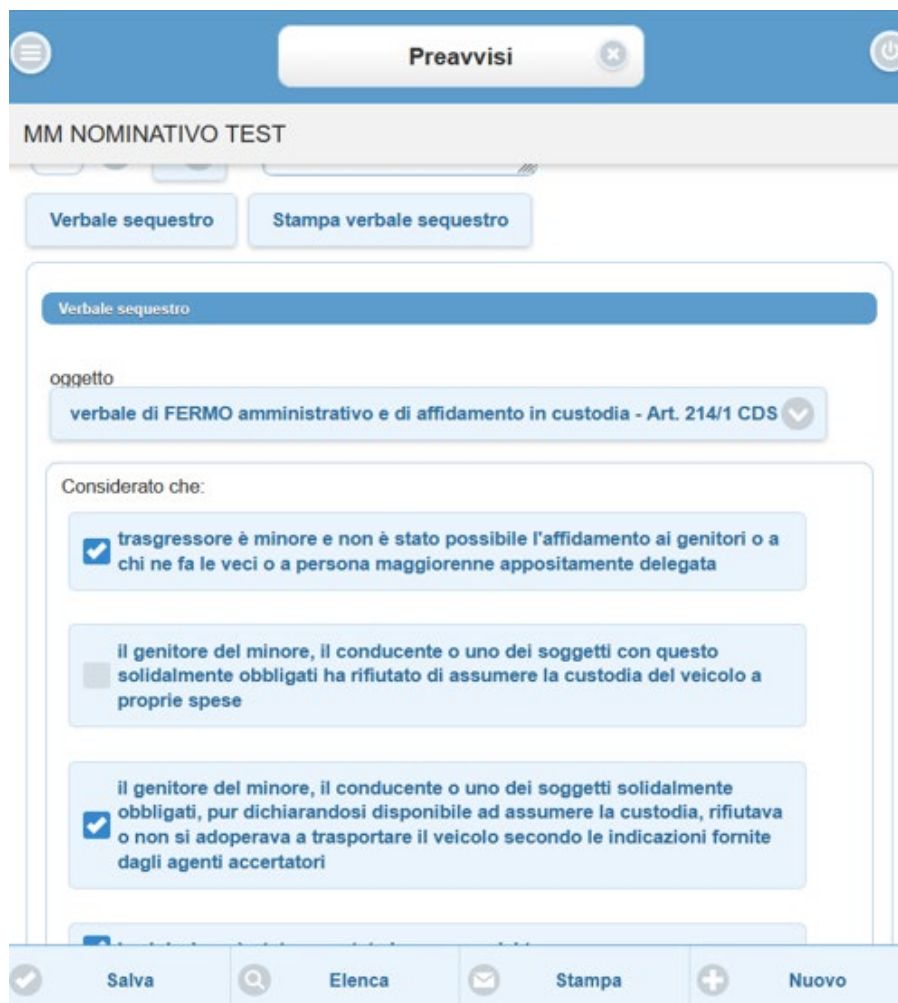 Preavvisi
MM NOMINATIVO TEST
Verbale sequestro
Stampa verbale sequestro
Verbale sequestro
oggetto
verbale di FERMO amministrativo e di affidamento in custodia - Art. 214/1 CDS
Considerato che:
trasgressore è minore e non è stato possibile l'affidamento ai genitori o a
chi ne fa le veci o a persona maggiorenne appositamente delegata
il genitore del minore, il conducente o uno dei soggetti con questo
solidalmente obbligati ha rifiutato di assumere la custodia del veicolo a
proprie spese
il genitore del minore, il conducente o uno dei soggetti solidalmente
obbligati, pur dichiarandosi disponibile ad assumere la custodia, rifiutava
o non si adoperava a trasportare il veicolo secondo le indicazioni fornite
dagli agenti accertatori
Salva
Elenca
Stampa
Nuovo